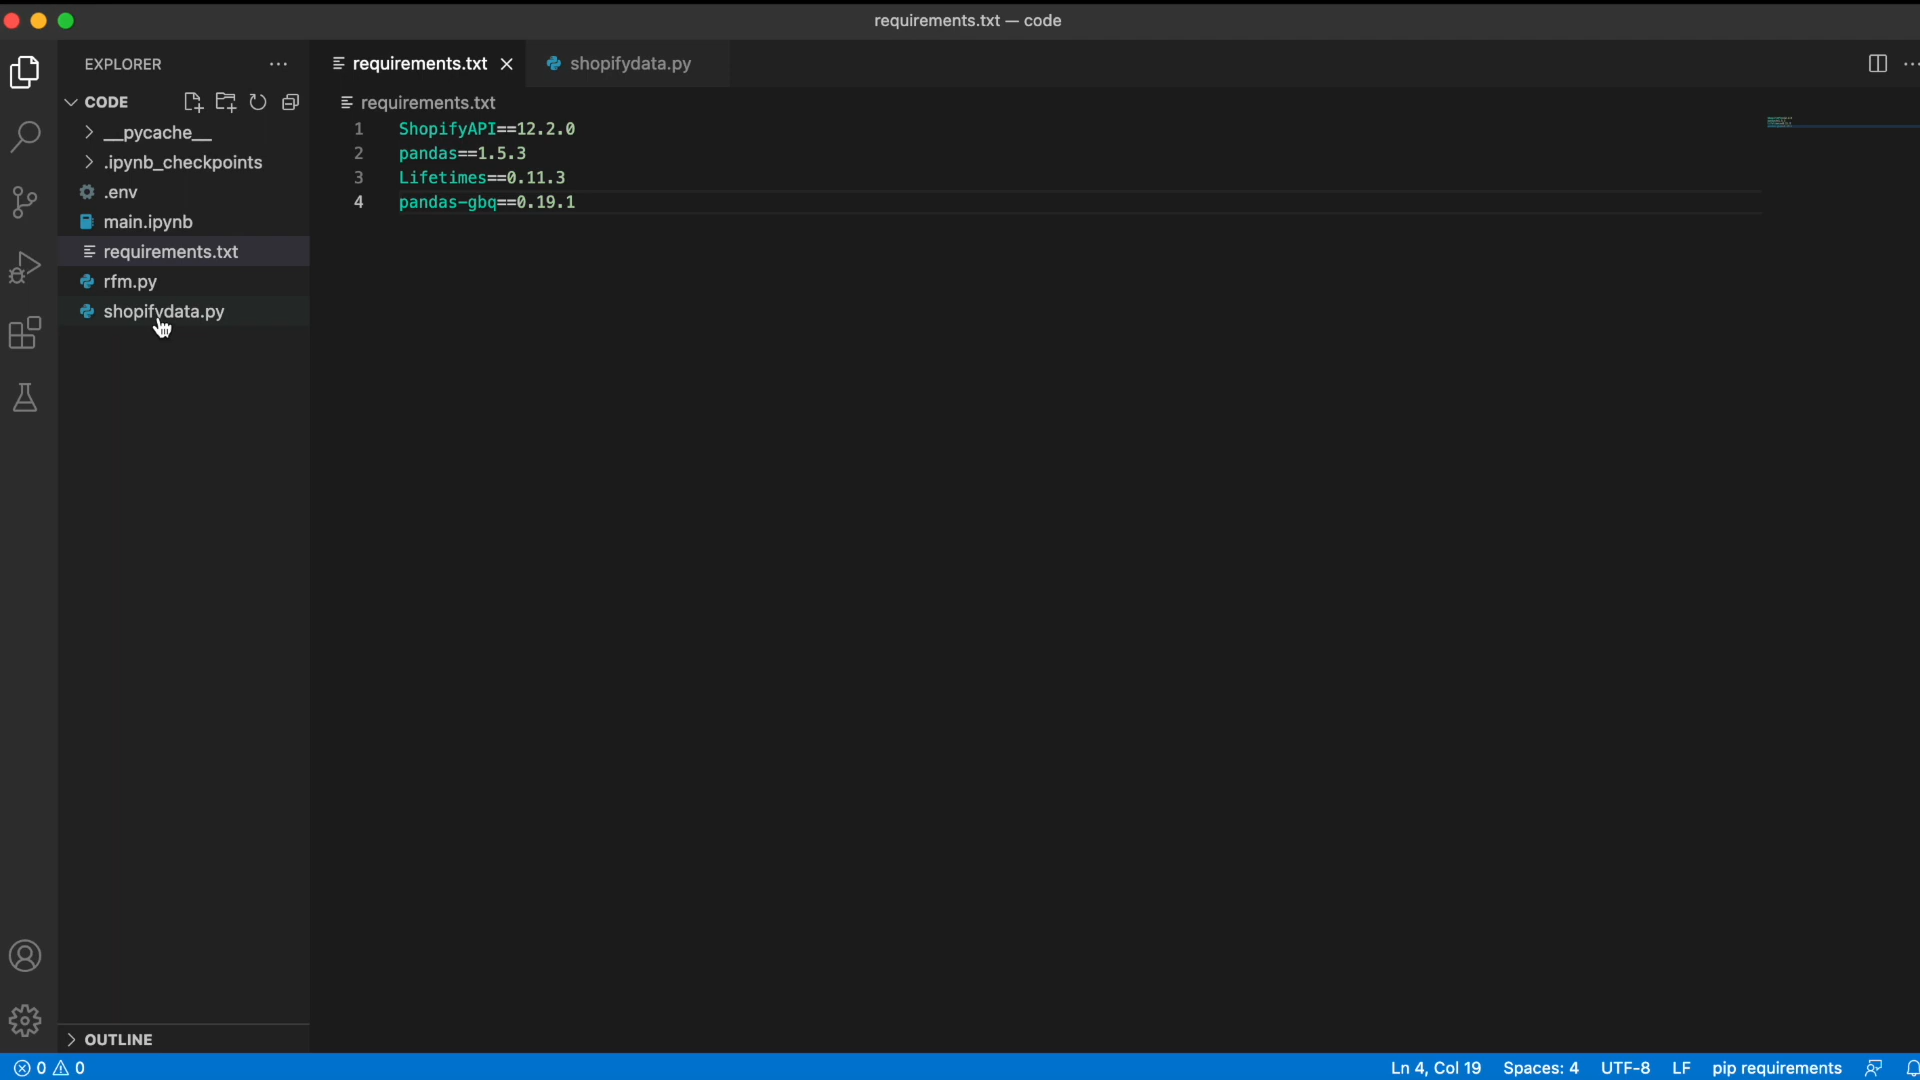 requirements.txt — code
EXPLORER
CODE
__pycache__
.ipynb_checkpoints
.env
main.ipynb
requirements.txt
rfm.py
shopifydata.py
OUTLINE
requirements.txt
shopifydata.py
requirements.txt
1 ShopifyAPI==12.2.0
2 pandas==1.5.3
3 Lifetimes==0.11.3
4 pandas-gbq==0.19.1
0 0
Ln 4, Col 19
Spaces: 4
UTF-8
LF
pip requirements